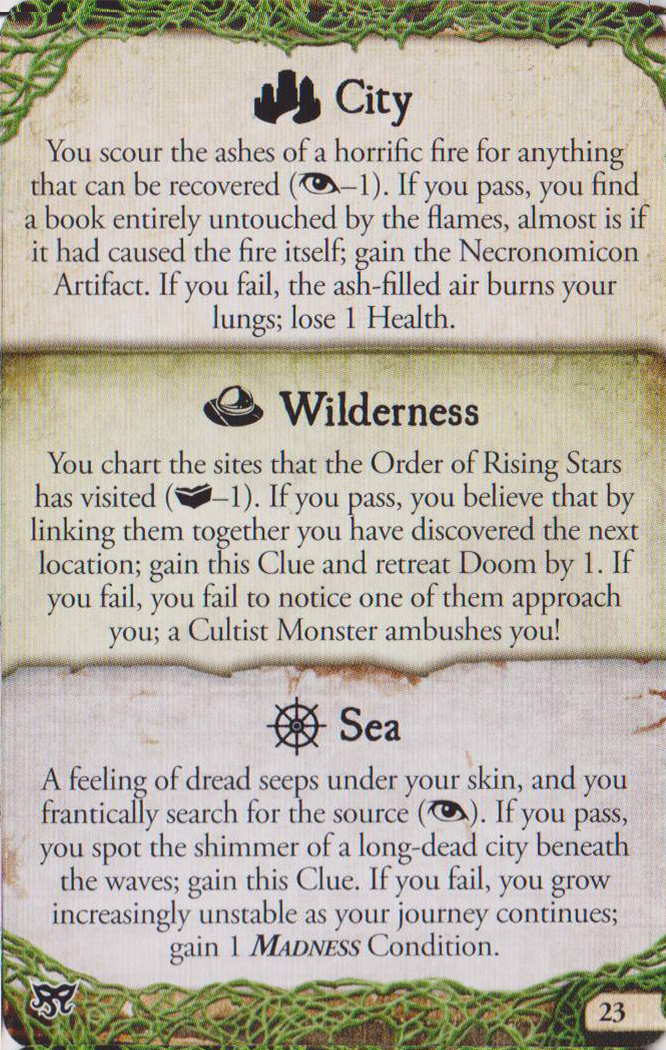 City
You scour the ashes of a horrific fire for anything
that can be recovered (–1). If you pass, you find
a book entirely untouched by the flames, almost is if
it had caused the fire itself; gain the Necronomicon
Artifact. If you fail, the ash-filled air burns your
lungs; lose 1 Health.
Wilderness
You chart the sites that the Order of Rising Stars
has visited (–1). If you pass, you believe that by
linking them together you have discovered the next
location; gain this Clue and retreat Doom by 1. If
you fail, you fail to notice one of them approach
you; a Cultist Monster ambushes you!
Sea
A feeling of dread seeps under your skin, and you
frantically search for the source (). If you pass,
you spot the shimmer of a long-dead city beneath
the waves; gain this Clue. If you fail, you grow
increasingly unstable as your journey continues;
gain 1 MADNESS Condition.
23